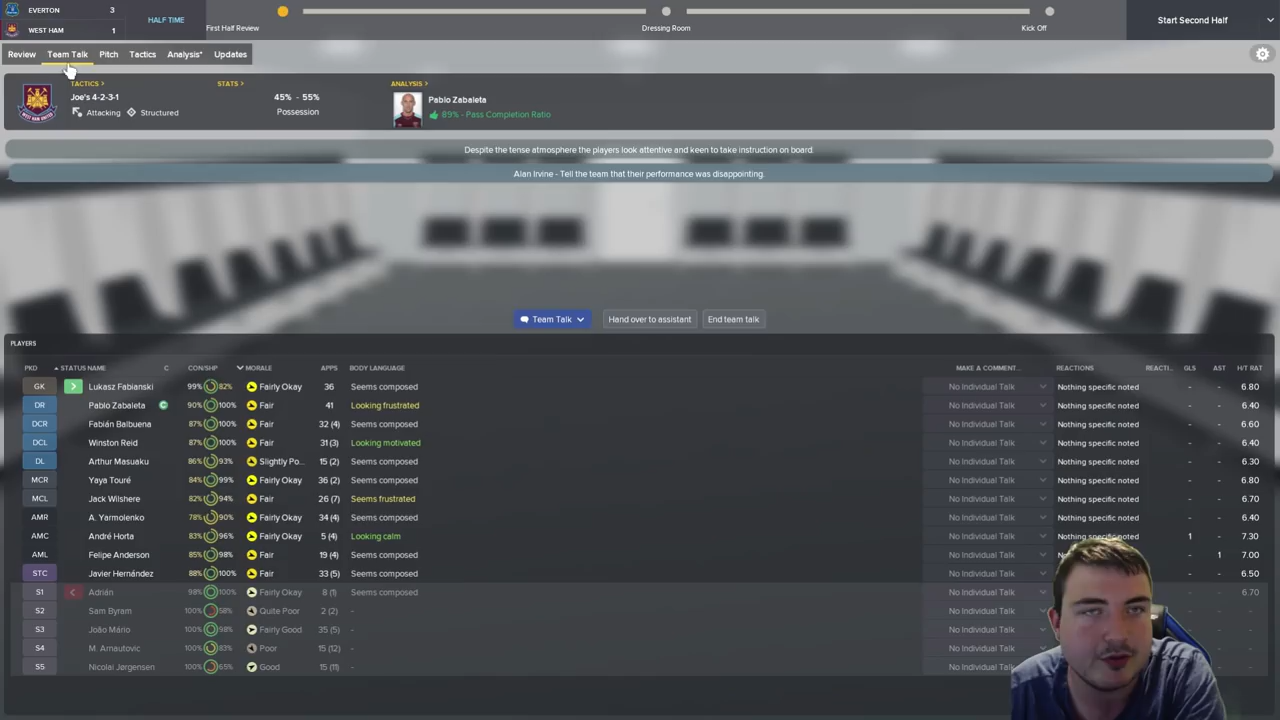 EVERTON 3
WEST HAM 1
HALF TIME
First Half Review
Dressing Room
Kick Off
Start Second Half
Review Team Talk Pitch Tactics Analysis* Updates
WEST HAM UNITED
TACTICS >
Joe's 4-2-3-1
Attacking Structured
STATS >
45% - 55%
Possession
ANALYSIS >
Pablo Zabaleta
89% - Pass Completion Ratio
Despite the tense atmosphere the players look attentive and keen to take instruction on board.
Alan Irvine - Tell the team that their performance was disappointing.
Team Talk Hand over to assistant End team talk
PLAYERS
PKD STATUS NAME C CON/SHP MORALE APPS BODY LANGUAGE MAKE A COMMENT... REACTIONS REACTI... GLS AST H/T RAT
GK Lukasz Fabianski 99% 82% Fairly Okay 36 Seems composed No Individual Talk Nothing specific noted - - 6.80
DR Pablo Zabaleta C 90% 100% Fair 41 Looking frustrated No Individual Talk Nothing specific noted - - 6.40
DCR Fabián Balbuena 87% 100% Fair 32 (4) Seems composed No Individual Talk Nothing specific noted - - 6.60
DCL Winston Reid 87% 100% Fair 31 (3) Looking motivated No Individual Talk Nothing specific noted - - 6.40
DL Arthur Masuaku 86% 93% Slightly Po... 15 (2) Seems composed No Individual Talk Nothing specific noted - - 6.30
MCR Yaya Touré 84% 99% Fairly Okay 36 (2) Seems composed No Individual Talk Nothing specific noted - - 6.80
MCL Jack Wilshere 82% 94% Fair 26 (7) Seems frustrated No Individual Talk Nothing specific noted - - 6.70
AMR A. Yarmolenko 78% 90% Fairly Okay 34 (4) Seems composed No Individual Talk Nothing specific noted - - 6.40
AMC André Horta 83% 96% Fairly Okay 5 (4) Looking calm No Individual Talk Nothing specific noted 1 - 7.30
AML Felipe Anderson 85% 98% Fair 19 (4) Seems composed No Individual Talk Nothing 1 7.00
STC Javier Hernández 88% 100% Fair 33 (5) Seems composed No Individual Talk Nothing - - 6.50
S1 Adrián 98% 100% Fairly Okay 8 (1) Seems composed No Individual Talk - - 6.70
S2 Sam Byram 100% 58% Quite Poor 2 (2) - No Individual Talk
S3 João Mário 100% 98% Fairly Good 35 (5) - No Individual Talk
S4 M. Arnautovic 100% 83% Poor 15 (12) - No Individual Talk
S5 Nicolai Jørgensen 100% 65% Good 15 (11) - No Individual Talk